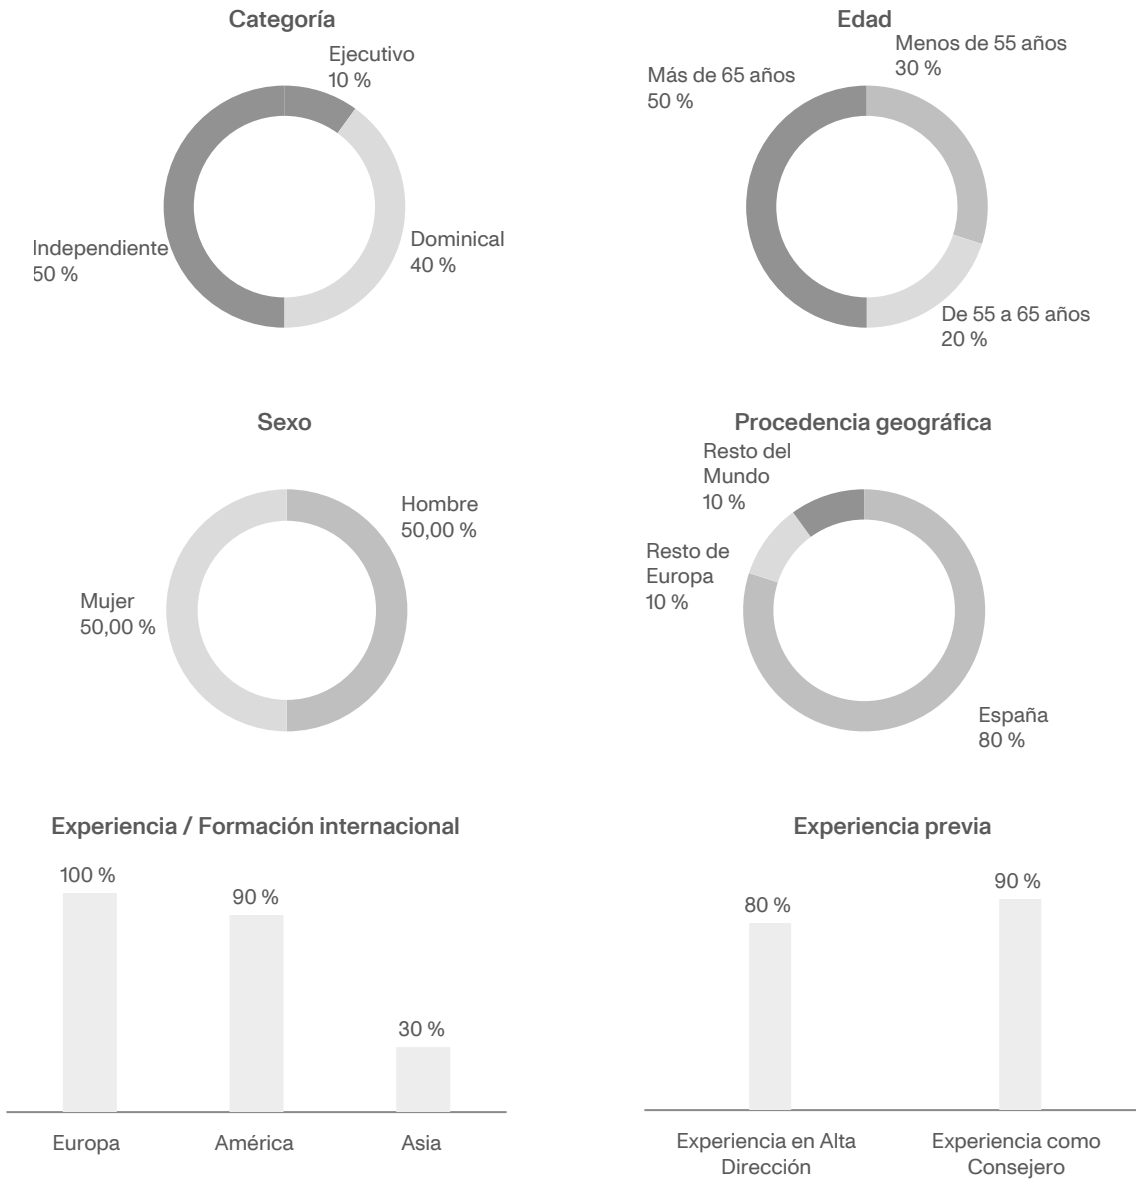 Categoría
Ejecutivo
10 %
Independiente
50 %
Dominical
40 %
Edad
Menos de 55 años
30 %
Más de 65 años
50 %
De 55 a 65 años
20 %
Sexo
Hombre
50,00 %
Mujer
50,00 %
Procedencia geográfica
Resto del
Mundo
10 %
Resto de
Europa
10 %
España
80 %
Experiencia / Formación internacional
100 %
90 %
30 %
Europa
América
Asia
Experiencia previa
80 %
90 %
Experiencia en Alta
Dirección
Experiencia como
Consejero